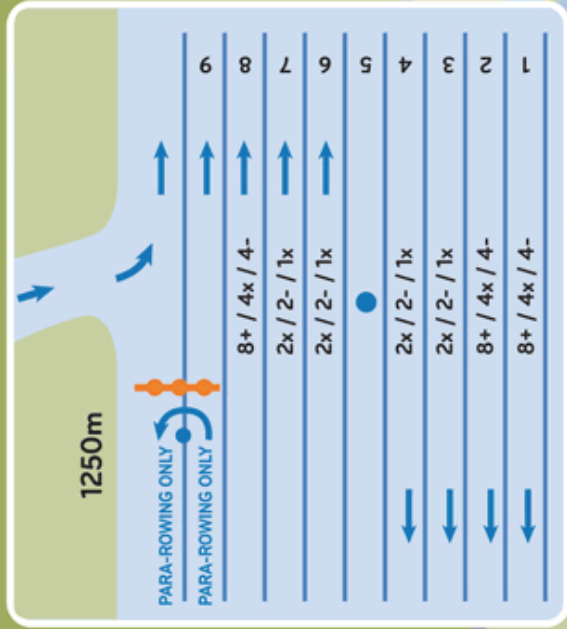 9
8
7
6
5
4
3
2
1
8+ / 4x / 4-
2x / 2- / 1x
2x / 2- / 1x
2x / 2- / 1x
2x / 2- / 1x
8+ / 4x / 4-
8+ / 4x / 4-
1250m
PARA-ROWING ONLY
PARA-ROWING ONLY